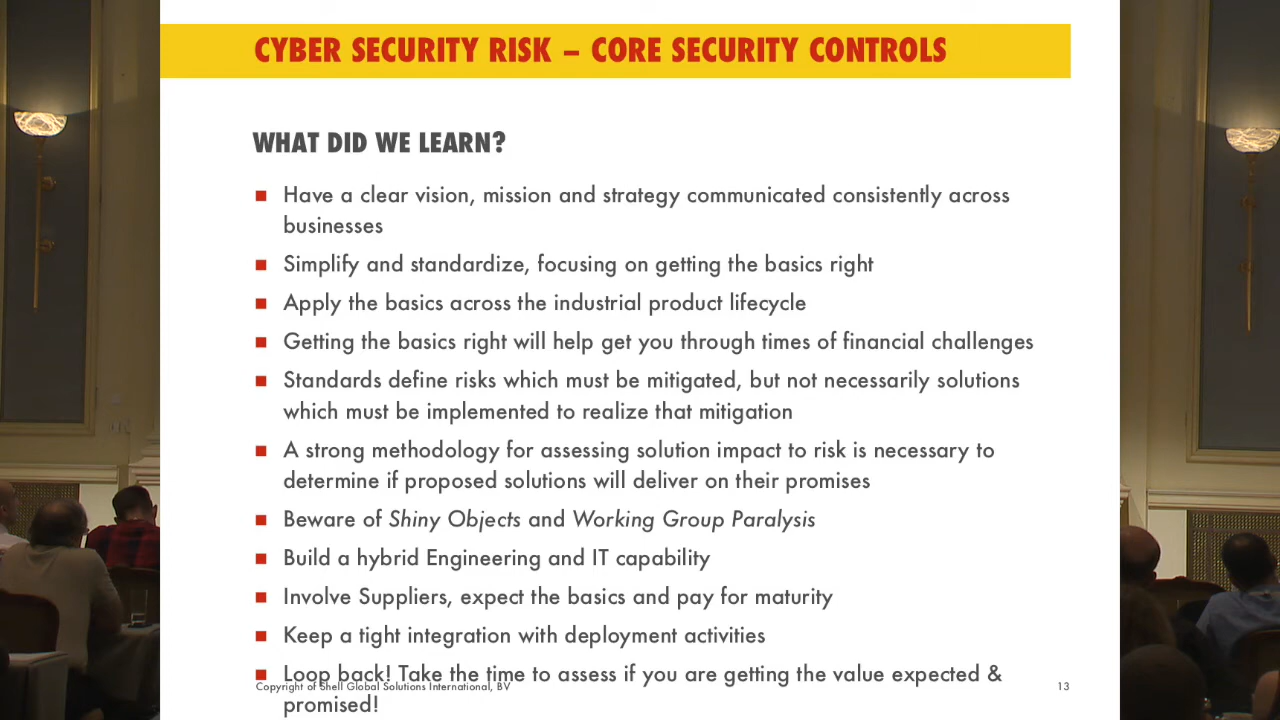 CYBER SECURITY RISK – CORE SECURITY CONTROLS
WHAT DID WE LEARN?
Have a clear vision, mission and strategy communicated consistently across
businesses
Simplify and standardize, focusing on getting the basics right
Apply the basics across the industrial product lifecycle
Getting the basics right will help get you through times of financial challenges
Standards define risks which must be mitigated, but not necessarily solutions
which must be implemented to realize that mitigation
A strong methodology for assessing solution impact to risk is necessary to
determine if proposed solutions will deliver on their promises
Beware of Shiny Objects and Working Group Paralysis
Build a hybrid Engineering and IT capability
Involve Suppliers, expect the basics and pay for maturity
Keep a tight integration with deployment activities
Loop back! Take the time to assess if you are getting the value expected &
promised!
Copyright of Shell Global Solutions International, BV
13